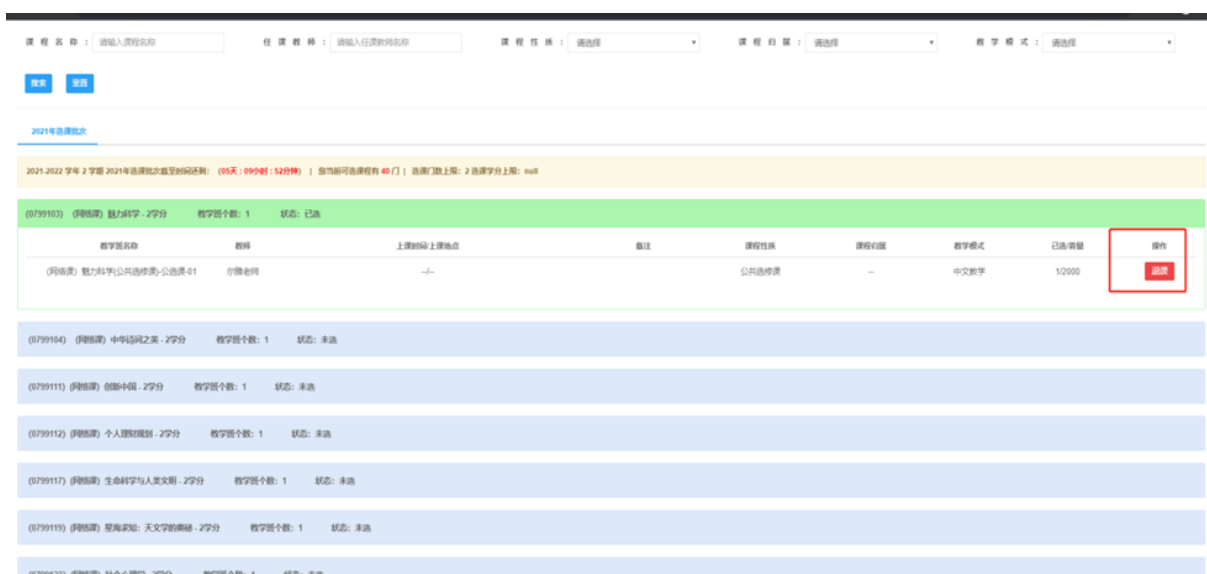 课程名称： 请输入课程名称 任课教师： 请输入任课教师名称 课程性质： 请选择 课程归属： 请选择 教学模式： 请选择
搜索 重置
2021年选课批次
2021-2022 学年 2 学期 2021年选课批次截至时间还剩： (05天 : 09小时 : 52分钟) | 您当前可选课程有 40 门 | 选课门数上限： 2 选课学分上限： null
(0799103) (网络课) 魅力科学 - 2学分 教学班个数： 1 状态： 已选
教学班名称 教师 上课时间/上课地点 备注 课程性质 课程归属 教学模式 已选/容量 操作
(网络课) 魅力科学(公共选修课)-公选课-01 尔雅老师 --/-- 公共选修课 -- 中文教学 1/2000 退课
(0799104) (网络课) 中华诗词之美 - 2学分 教学班个数： 1 状态： 未选
(0799111) (网络课) 创新中国 - 2学分 教学班个数： 1 状态： 未选
(0799112) (网络课) 个人理财规划 - 2学分 教学班个数： 1 状态： 未选
(0799117) (网络课) 生命科学与人类文明 - 2学分 教学班个数： 1 状态： 未选
(0799119) (网络课) 星海求知：天文学的奥秘 - 2学分 教学班个数： 1 状态： 未选